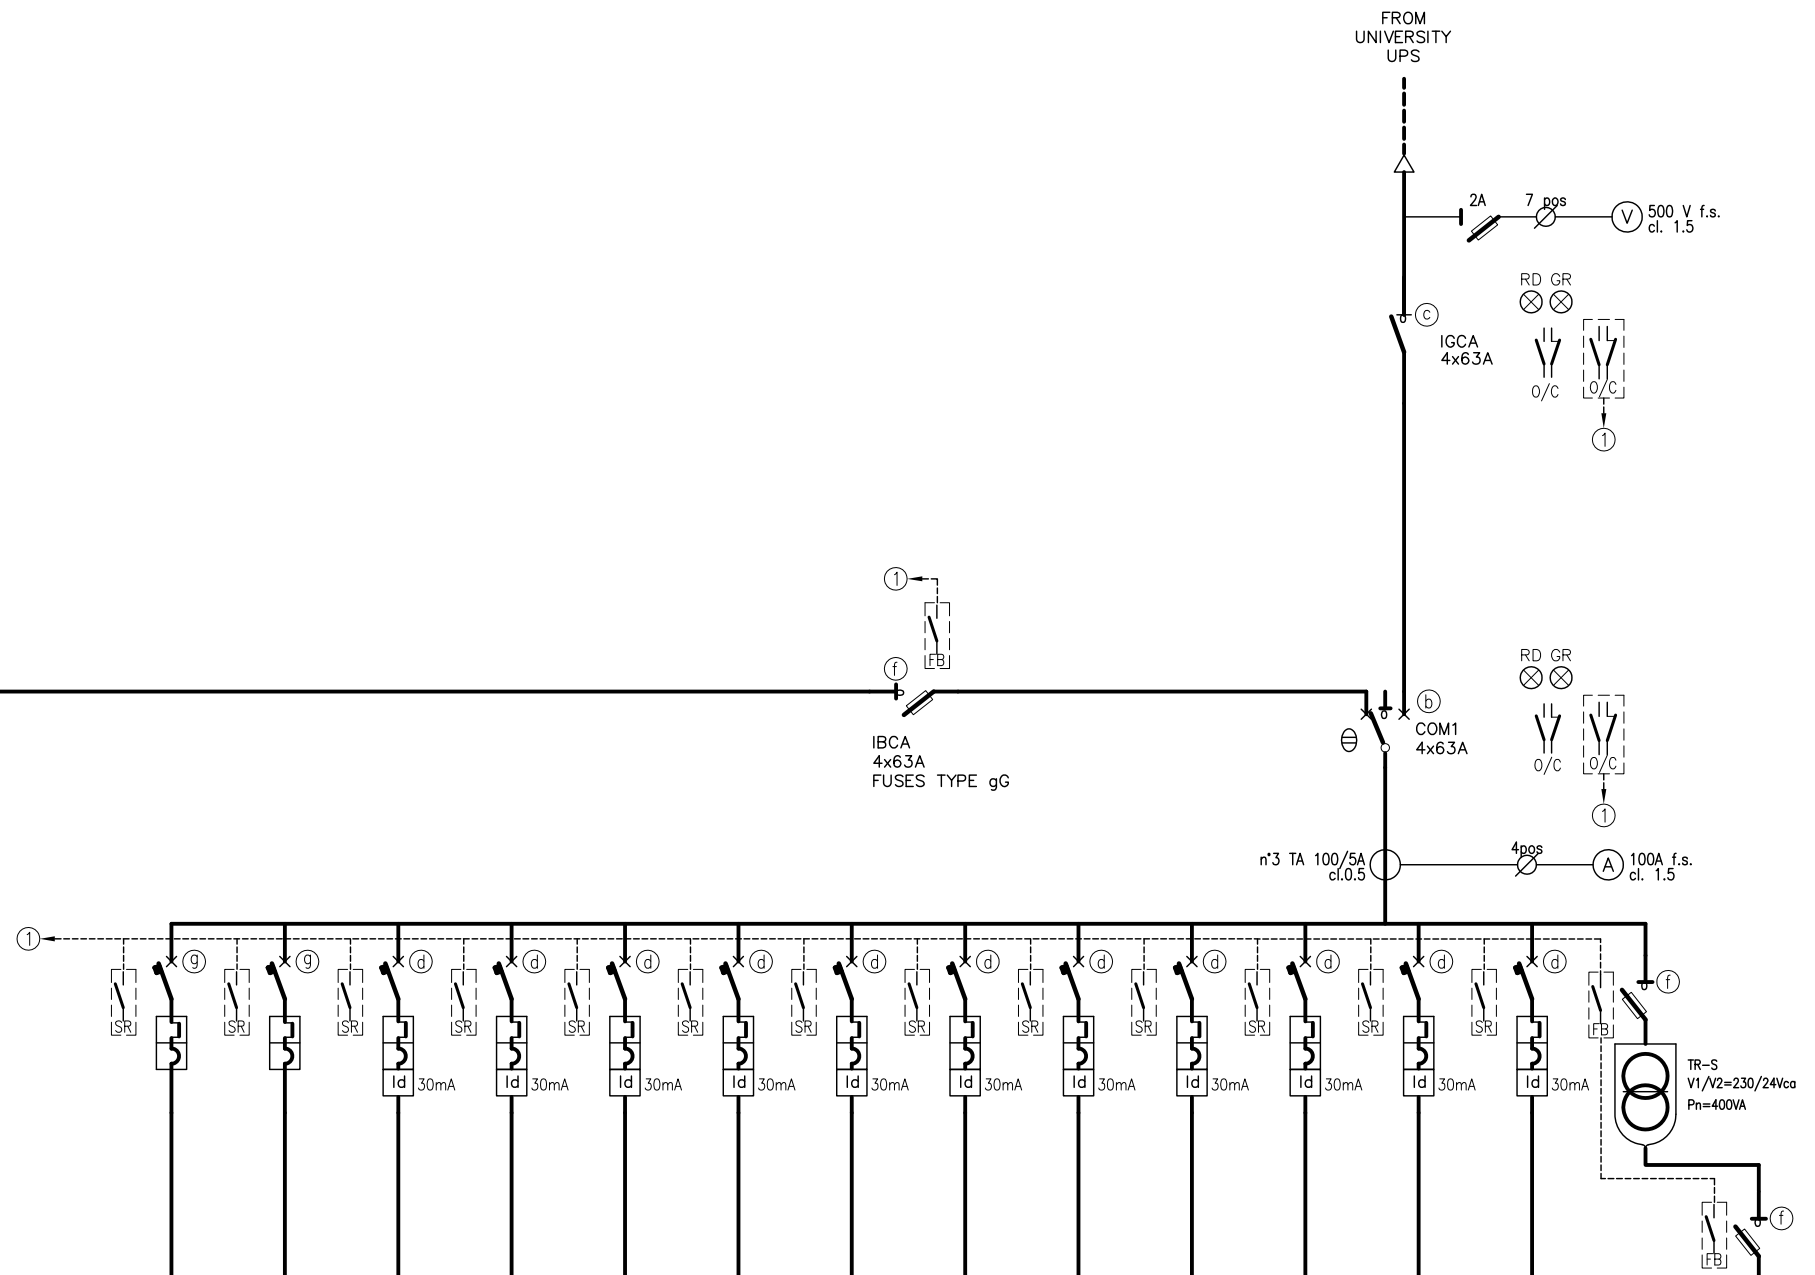 FROM
UNIVERSITY
UPS
2A
7 pos
V
500 V f.s.
cl. 1.5
RD GR
c
IGCA
4x63A
O/C
O/C
1
1
FB
f
RD GR
b
IBCA
4x63A
FUSES TYPE gG
COM1
4x63A
O/C
O/C
1
n°3 TA 100/5A
cl.0.5
4pos
A
100A f.s.
cl. 1.5
1
g g d d d d d d d d d d d
f
SR SR SR SR SR SR SR SR SR SR SR SR SR FB
Id 30mA Id 30mA Id 30mA Id 30mA Id 30mA Id 30mA Id 30mA Id 30mA Id 30mA Id 30mA Id 30mA
TR-S
V1/V2=230/24Vca
Pn=400VA
f
FB